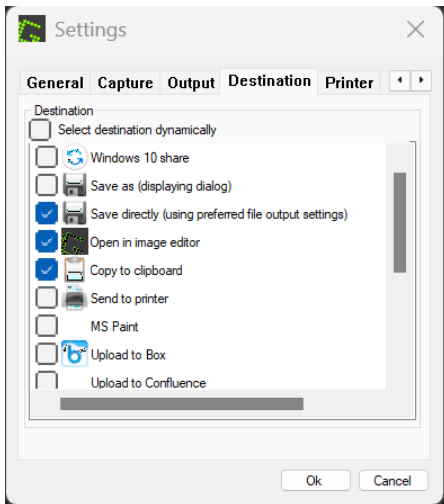 Settings
General Capture Output Destination Printer
Destination
Select destination dynamically
Windows 10 share
Save as (displaying dialog)
Save directly (using preferred file output settings)
Open in image editor
Copy to clipboard
Send to printer
MS Paint
Upload to Box
Upload to Confluence
Ok Cancel